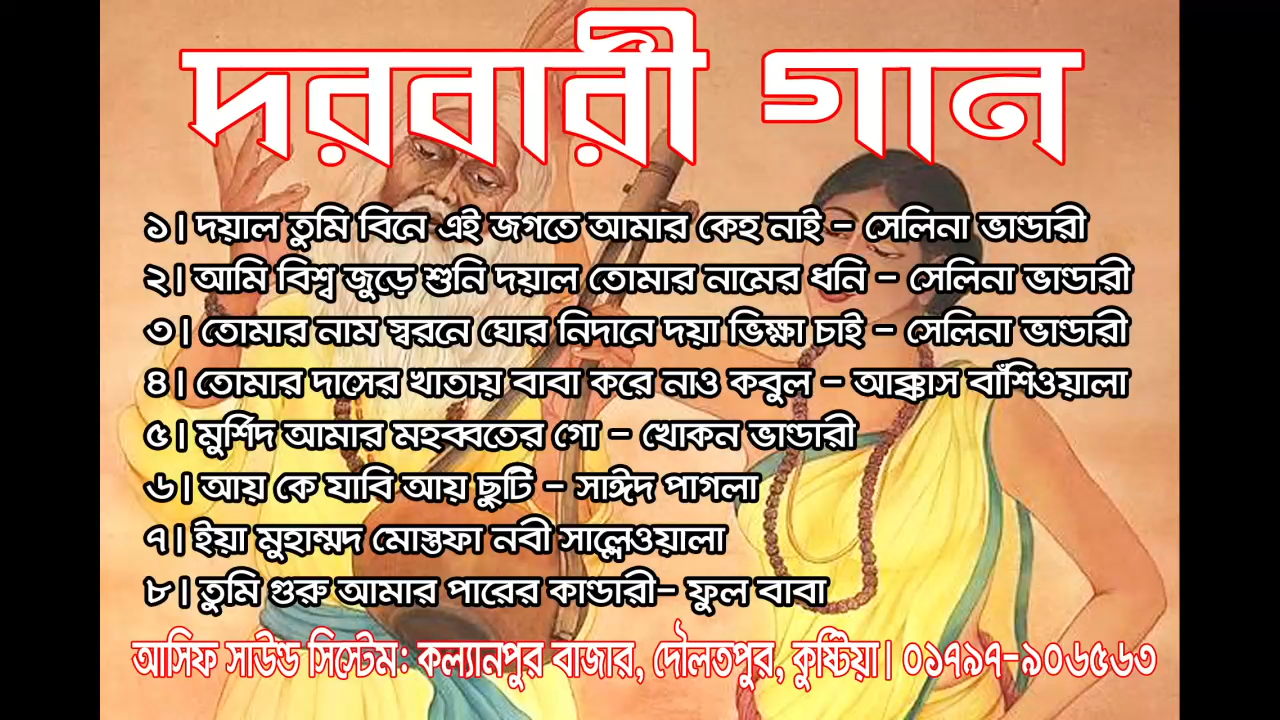 দরবারী গান
১। দয়াল তুমি বিনে এই জগতে আমার কেহ নাই - সেলিনা ভাণ্ডারী
২। আমি বিশ্ব জুড়ে শুনি দয়াল তোমার নামের ধনি - সেলিনা ভাণ্ডারী
৩। তোমার নাম স্বরনে ঘোর নিদানে দয়া ভিক্ষা চাই - সেলিনা ভাণ্ডারী
৪। তোমার দাসের খাতায় বাবা করে নাও কবুল - আক্কাস বাঁশিওয়ালা
৫। মুর্শিদ আমার মহব্বতের গো - খোকন ভাণ্ডারী
৬। আয় কে যাবি আয় ছুটি - সাঈদ পাগলা
৭। ইয়া মুহাম্মদ মোস্তফা নবী সাল্লেওয়ালা
৮। তুমি গুরু আমার পারের কান্ডারী- ফুল বাবা
আসিফ সাউন্ড সিস্টেম: কল্যানপুর বাজার, দৌলতপুর, কুষ্টিয়া। ০১৭৯৭-৯০৬৫৬৩